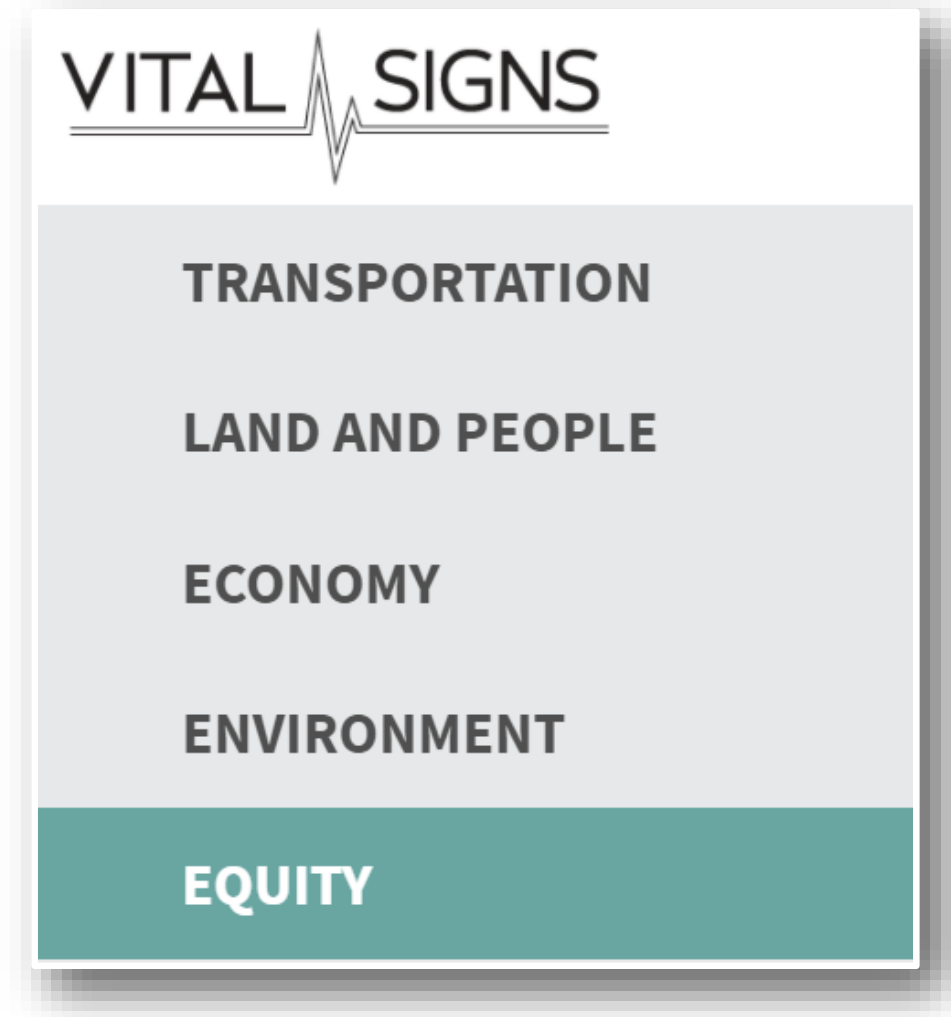 VITAL SIGNS
TRANSPORTATION
LAND AND PEOPLE
ECONOMY
ENVIRONMENT
EQUITY